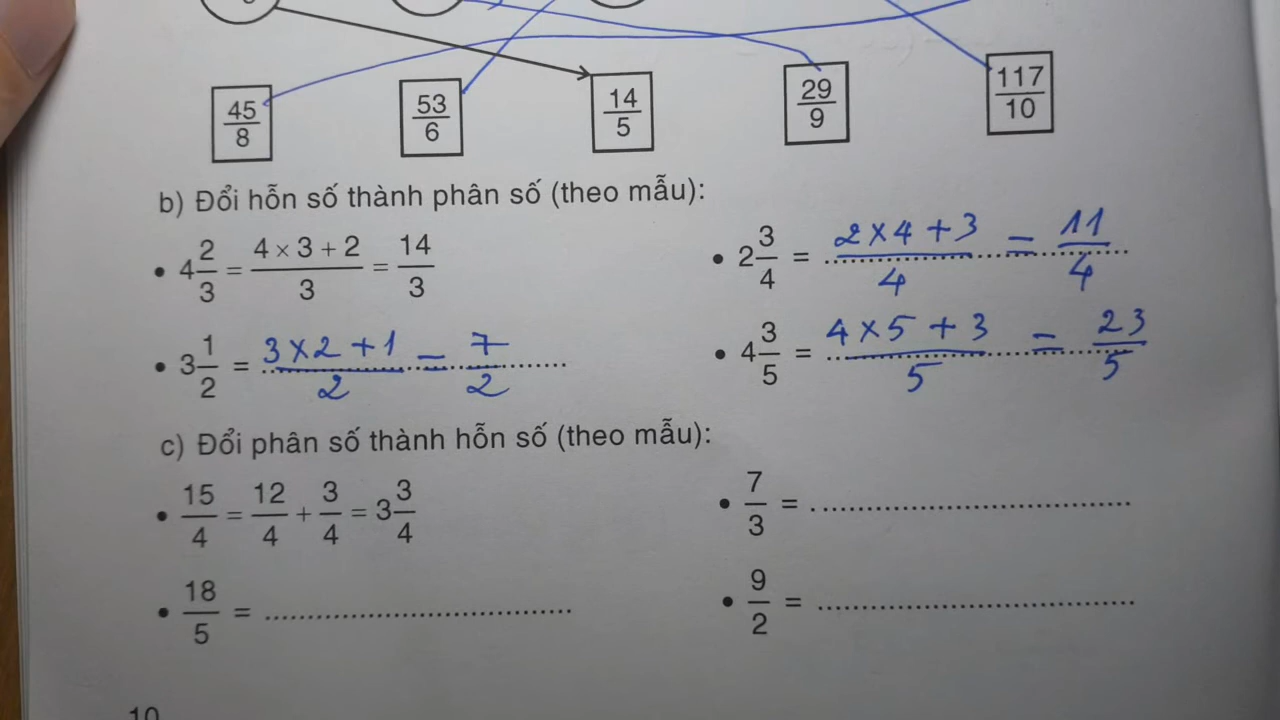 45/8 53/6 14/5 29/9 117/10
b) Đổi hỗn số thành phân số (theo mẫu):
• 4 2/3 = (4 × 3 + 2)/3 = 14/3
• 2 3/4 = (2 × 4 + 3)/4 = 11/4
• 3 1/2 = (3 × 2 + 1)/2 = 7/2
• 4 3/5 = (4 × 5 + 3)/5 = 23/5
c) Đổi phân số thành hỗn số (theo mẫu):
• 15/4 = 12/4 + 3/4 = 3 3/4
• 7/3 = ....................................
• 18/5 = ....................................
• 9/2 = ....................................
10